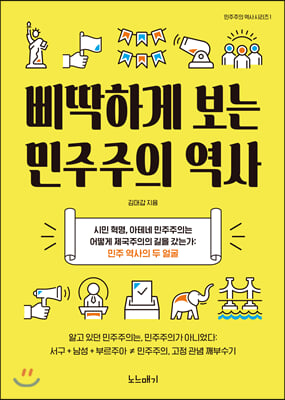 민주주의 역사 시리즈 1
삐딱하게 보는
민주주의 역사
김대갑 지음
시민 혁명, 아테네 민주주의는
어떻게 제국주의의 길을 갔는가:
민주 역사의 두 얼굴
알고 있던 민주주의는, 민주주의가 아니었다:
서구 + 남성 + 부르주아 ≠ 민주주의, 고정 관념 깨부수기
노느매기
yes24